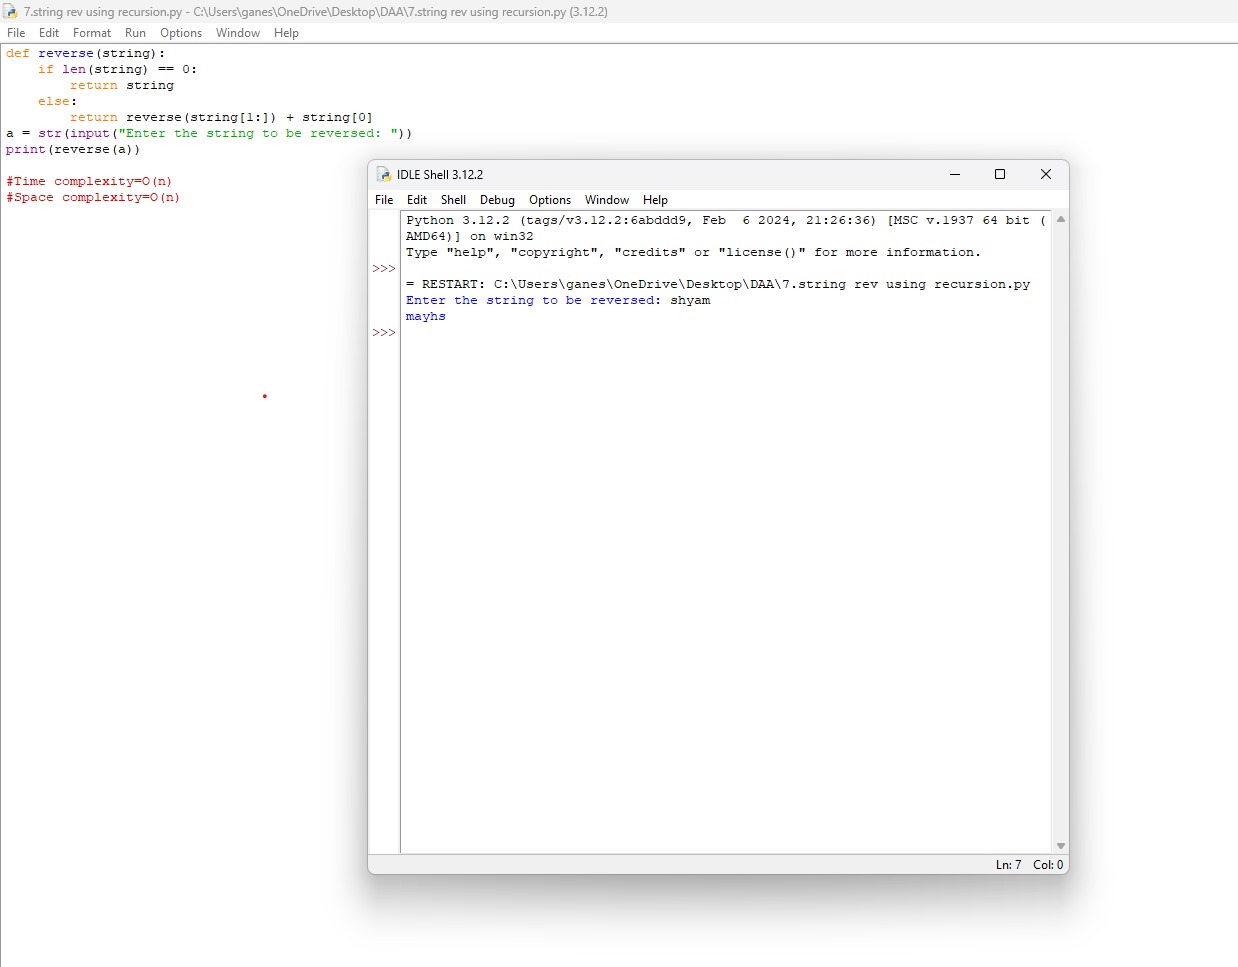 7.string rev using recursion.py - C:\Users\ganes\OneDrive\Desktop\DAA\7.string rev using recursion.py (3.12.2)
File Edit Format Run Options Window Help
def reverse(string):
    if len(string) == 0:
        return string
    else:
        return reverse(string[1:]) + string[0]
a = str(input("Enter the string to be reversed: "))
print(reverse(a))
#Time complexity=O(n)
#Space complexity=O(n)
IDLE Shell 3.12.2
File Edit Shell Debug Options Window Help
Python 3.12.2 (tags/v3.12.2:6abddd9, Feb  6 2024, 21:26:36) [MSC v.1937 64 bit (
AMD64)] on win32
Type "help", "copyright", "credits" or "license()" for more information.
>>>
= RESTART: C:\Users\ganes\OneDrive\Desktop\DAA\7.string rev using recursion.py
Enter the string to be reversed: shyam
mayhs
>>>
Ln: 7 Col: 0